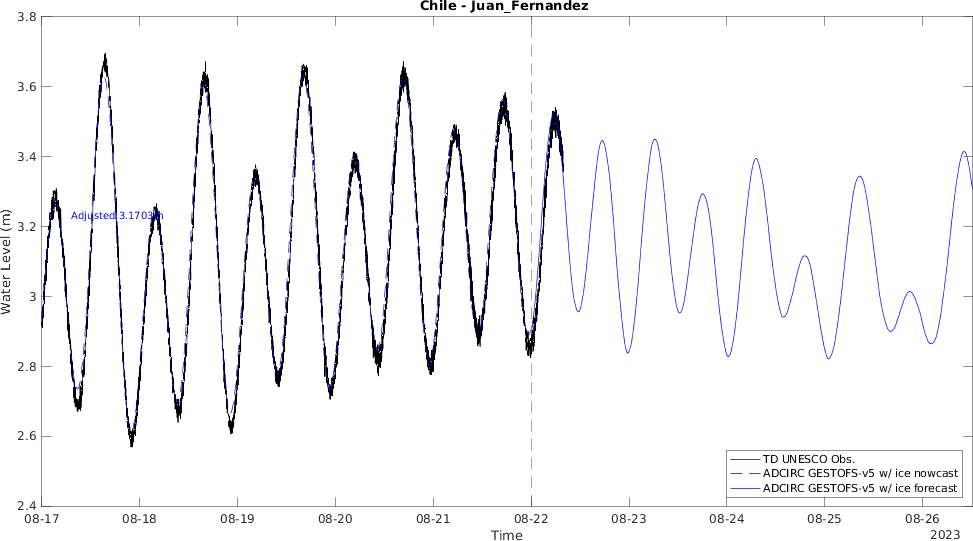 Chile - Juan_Fernandez
3.8
3.6
3.4
3.2
3
2.8
2.6
2.4
Water Level (m)
Adjusted:3.1703m
TD UNESCO Obs.
ADCIRC GESTOFS-v5 w/ ice nowcast
ADCIRC GESTOFS-v5 w/ ice forecast
08-17 08-18 08-19 08-20 08-21 08-22 08-23 08-24 08-25 08-26
Time
2023